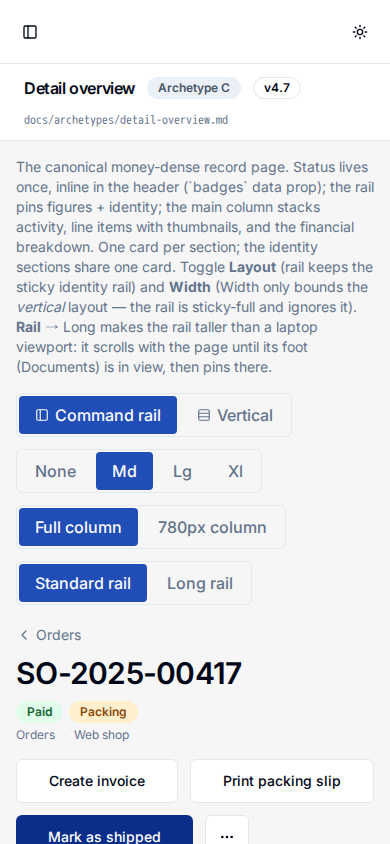 Detail overview Archetype C v4.7
docs/archetypes/detail-overview.md
The canonical money-dense record page. Status lives
once, inline in the header (`badges` data prop); the rail
pins figures + identity; the main column stacks
activity, line items with thumbnails, and the financial
breakdown. One card per section; the identity
sections share one card. Toggle Layout (rail keeps the
sticky identity rail) and Width (Width only bounds the
vertical layout — the rail is sticky-full and ignores it).
Rail → Long makes the rail taller than a laptop
viewport: it scrolls with the page until its foot
(Documents) is in view, then pins there.
Command rail Vertical
None Md Lg Xl
Full column 780px column
Standard rail Long rail
Orders
SO-2025-00417
Paid Packing
Orders · Web shop
Create invoice Print packing slip
Mark as shipped ...